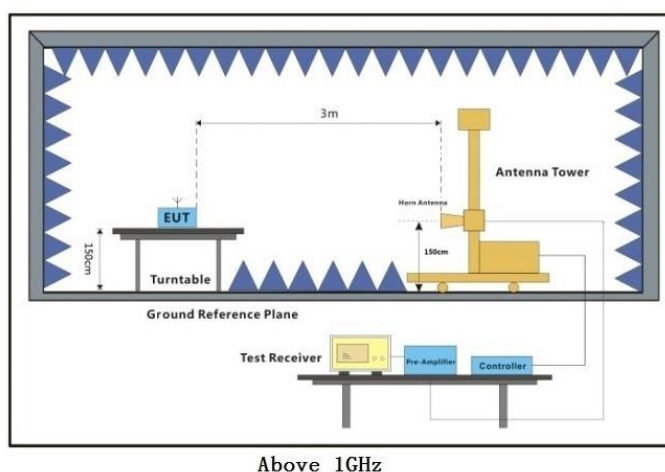 3m
Antenna Tower
Horn Antenna
EUT
150cm
150cm
Turntable
Ground Reference Plane
Test Receiver
Pre-Amplifier
Controller
Above 1GHz